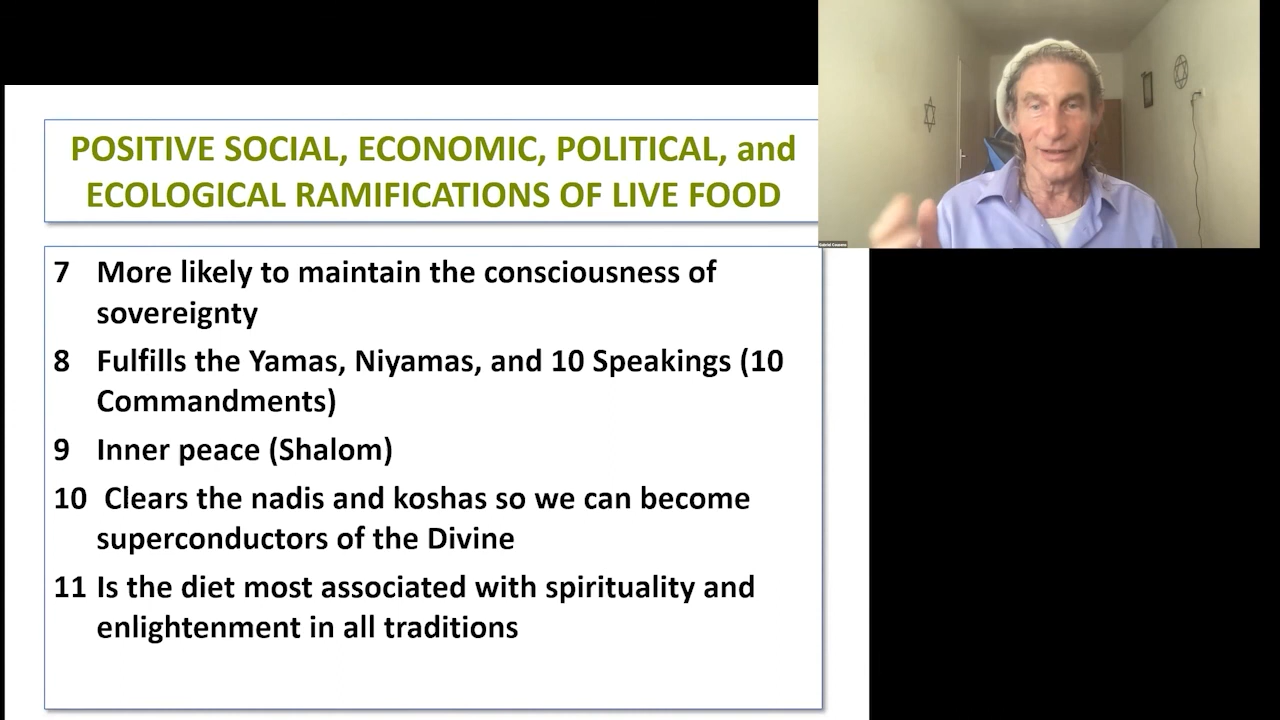 POSITIVE SOCIAL, ECONOMIC, POLITICAL, and
ECOLOGICAL RAMIFICATIONS OF LIVE FOOD
7 More likely to maintain the consciousness of
sovereignty
8 Fulfills the Yamas, Niyamas, and 10 Speakings (10
Commandments)
9 Inner peace (Shalom)
10 Clears the nadis and koshas so we can become
superconductors of the Divine
11 Is the diet most associated with spirituality and
enlightenment in all traditions